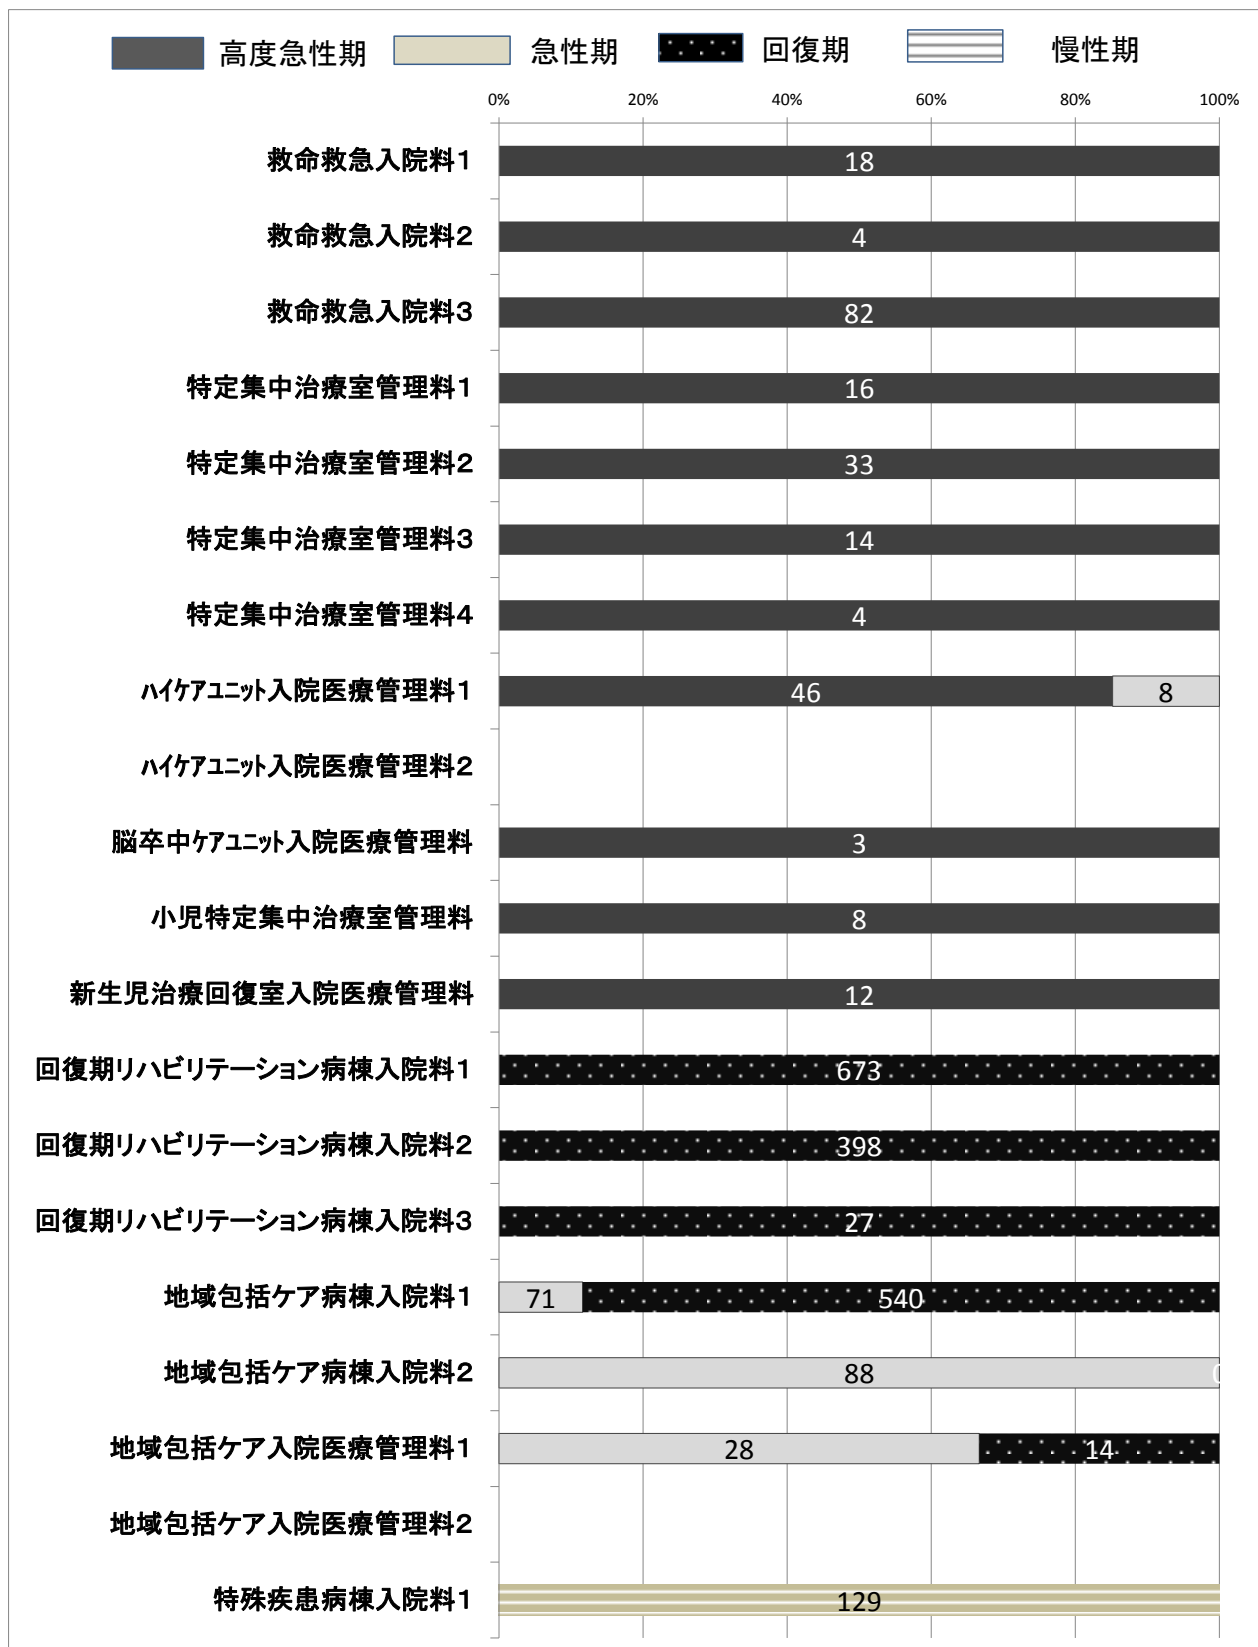 高度急性期 急性期 回復期 慢性期
0% 20% 40% 60% 80% 100%
救命救急入院料1 18
救命救急入院料2 4
救命救急入院料3 82
特定集中治療室管理料1 16
特定集中治療室管理料2 33
特定集中治療室管理料3 14
特定集中治療室管理料4 4
ﾊｲｹｱﾕﾆｯﾄ入院医療管理料1 46 8
ﾊｲｹｱﾕﾆｯﾄ入院医療管理料2
脳卒中ｹｱﾕﾆｯﾄ入院医療管理料 3
小児特定集中治療室管理料 8
新生児治療回復室入院医療管理料 12
回復期リハビリテーション病棟入院料1 673
回復期リハビリテーション病棟入院料2 398
回復期リハビリテーション病棟入院料3 27
地域包括ケア病棟入院料1 71 540
地域包括ケア病棟入院料2 88 0
地域包括ケア入院医療管理料1 28 14
地域包括ケア入院医療管理料2
特殊疾患病棟入院料1 129